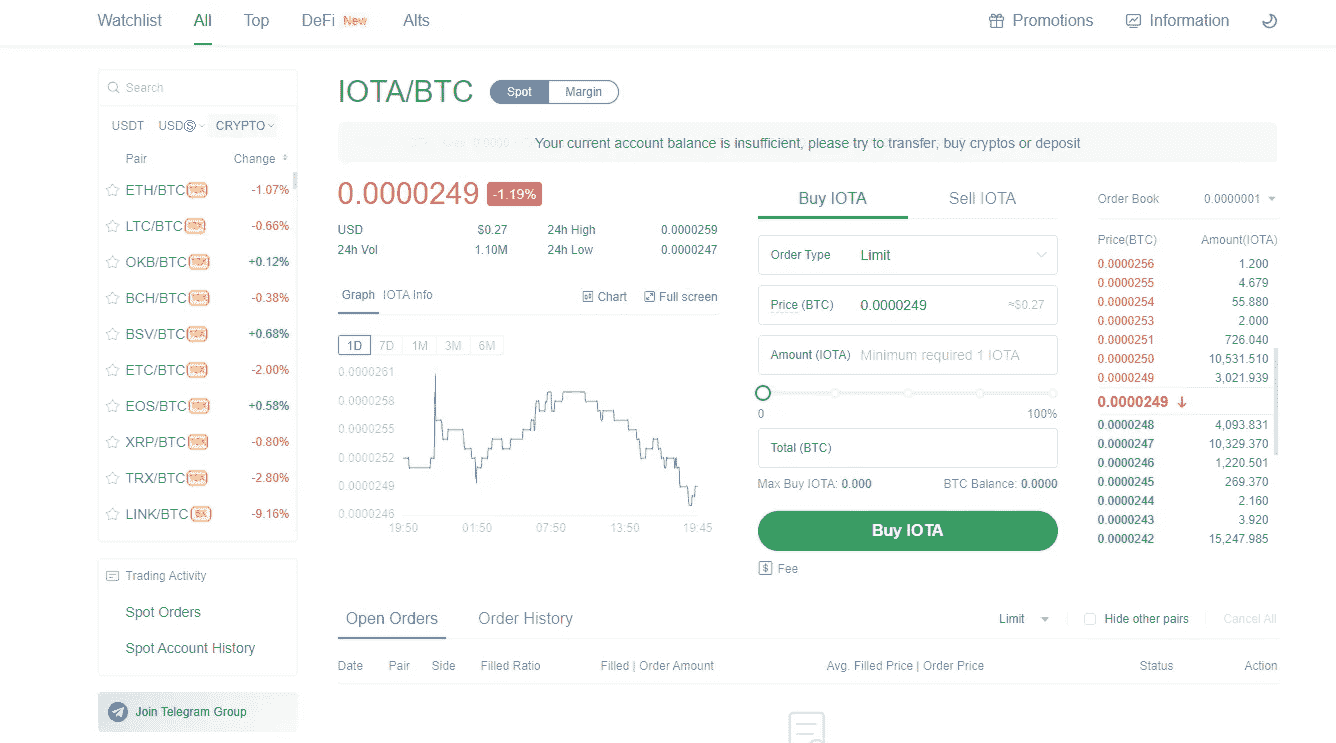 Watchlist All Top DeFi New Alts Promotions Information
Search
USDT USDⓈ CRYPTO
Pair Change
ETH/BTC 10X -1.07%
LTC/BTC 10X -0.66%
OKB/BTC 10X +0.12%
BCH/BTC 10X -0.38%
BSV/BTC 10X +0.68%
ETC/BTC 10X -2.00%
EOS/BTC 10X +0.58%
XRP/BTC 10X -0.80%
TRX/BTC 10X -2.80%
LINK/BTC -9.16%
Trading Activity
Spot Orders
Spot Account History
Join Telegram Group
IOTA/BTC Spot Margin
Your current account balance is insufficient, please try to transfer, buy cryptos or deposit
0.0000249 -1.19%
USD $0.27 24h High 0.0000259
24h Vol 1.10M 24h Low 0.0000247
Graph IOTA Info Chart Full screen
1D 7D 1M 3M 6M
0.0000261
0.0000258
0.0000255
0.0000252
0.0000249
0.0000246
19:50 01:50 07:50 13:50 19:45
Buy IOTA Sell IOTA
Order Type Limit
Price (BTC) 0.0000249 ≈$0.27
Amount (IOTA) Minimum required 1 IOTA
0 100%
Total (BTC)
Max Buy IOTA: 0.000 BTC Balance: 0.0000
Buy IOTA
Fee
Order Book 0.0000001
Price(BTC) Amount(IOTA)
0.0000256 1.200
0.0000255 4.679
0.0000254 55.880
0.0000253 2.000
0.0000251 726.040
0.0000250 10,531.510
0.0000249 3,021.939
0.0000249 ↓
0.0000248 4,093.831
0.0000247 10,329.370
0.0000246 1,220.501
0.0000245 269.370
0.0000244 2.160
0.0000243 3.920
0.0000242 15,247.985
Open Orders Order History Limit Hide other pairs Cancel All
Date Pair Side Filled Ratio Filled | Order Amount Avg. Filled Price | Order Price Status Action